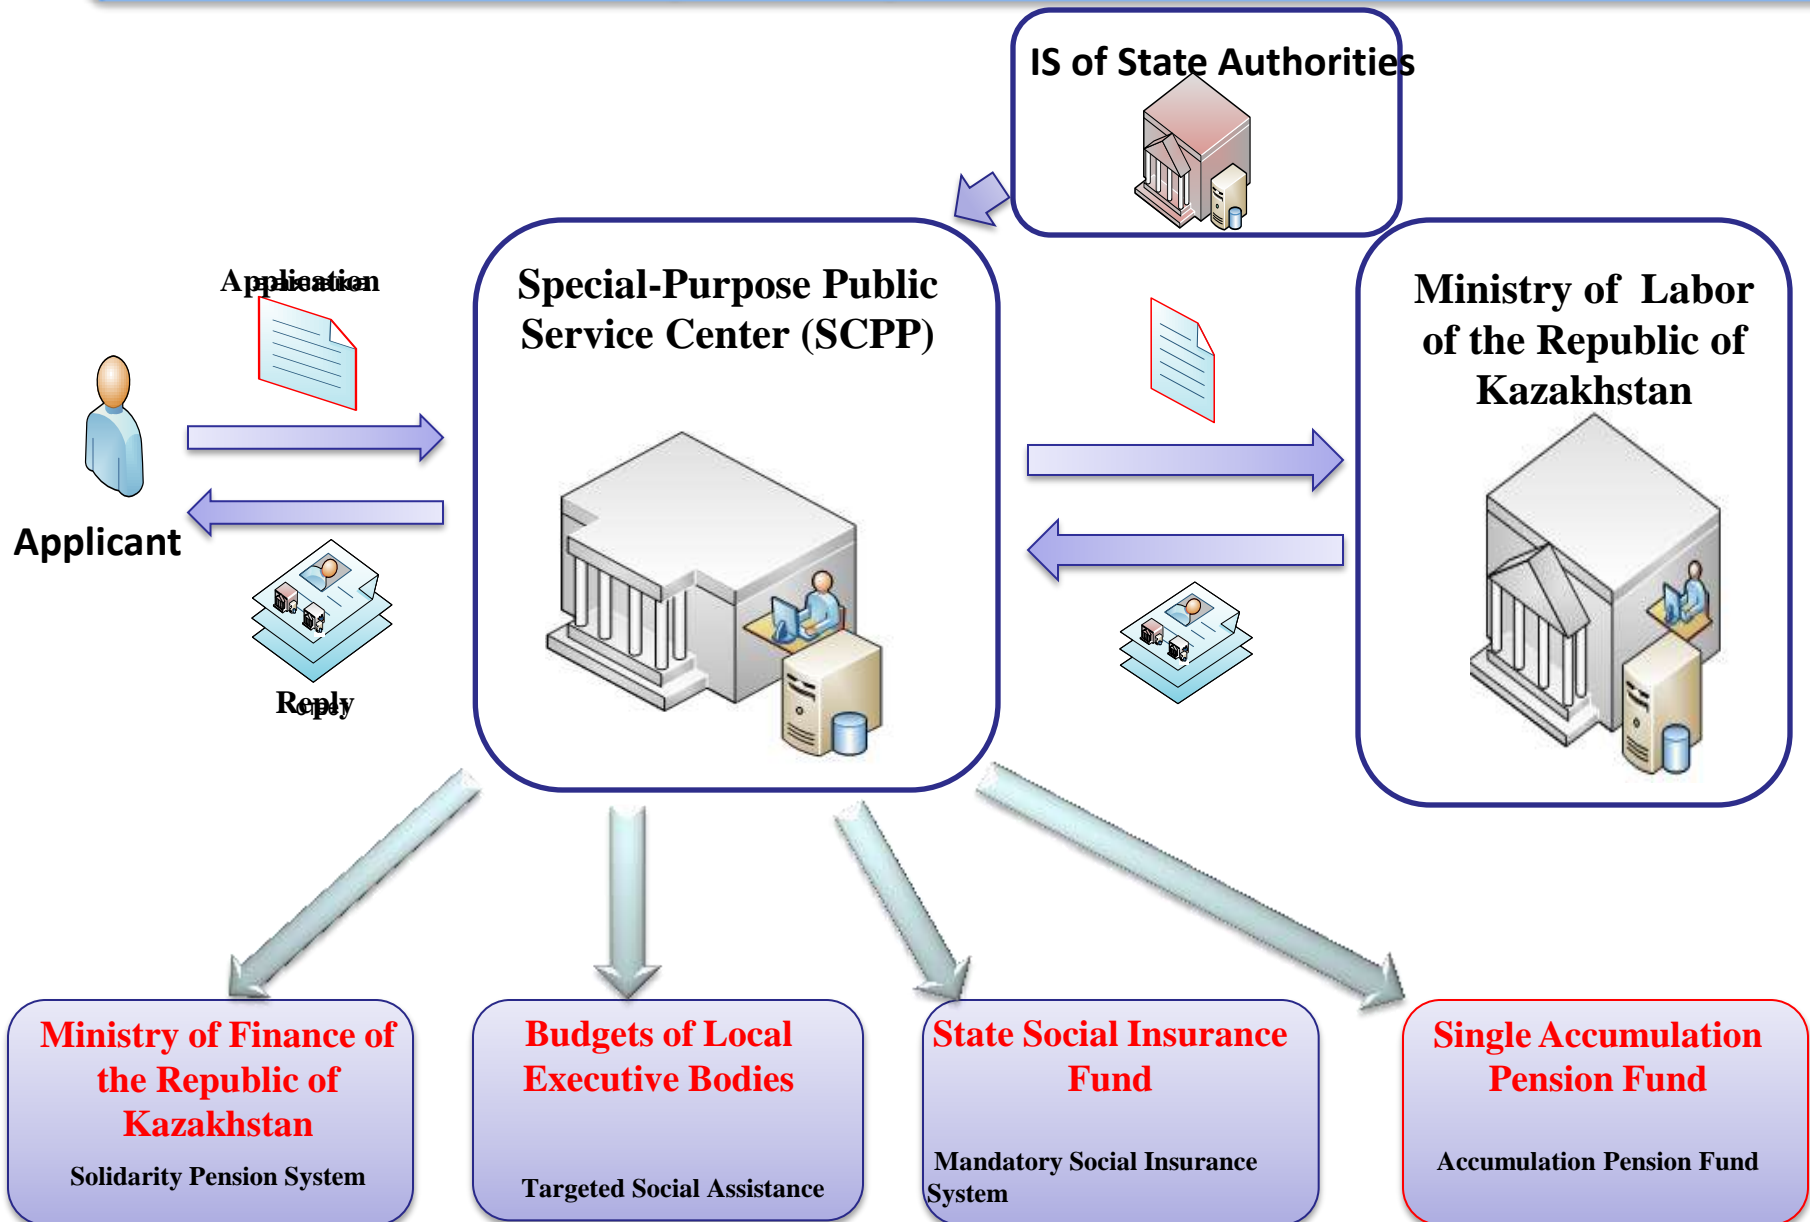 IS of State Authorities
Application
Special-Purpose Public
Service Center (SCPP)
Ministry of Labor
of the Republic of
Kazakhstan
Applicant
Reply
Ministry of Finance of
the Republic of
Kazakhstan
Solidarity Pension System
Budgets of Local
Executive Bodies
Targeted Social Assistance
State Social Insurance
Fund
Mandatory Social Insurance
System
Single Accumulation
Pension Fund
Accumulation Pension Fund